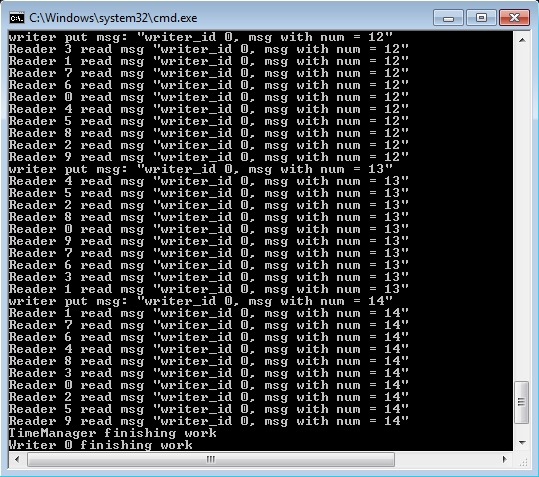 C:\Windows\system32\cmd.exe
writer put msg: "writer_id 0, msg with num = 12"
Reader 3 read msg "writer_id 0, msg with num = 12"
Reader 1 read msg "writer_id 0, msg with num = 12"
Reader 7 read msg "writer_id 0, msg with num = 12"
Reader 6 read msg "writer_id 0, msg with num = 12"
Reader 0 read msg "writer_id 0, msg with num = 12"
Reader 4 read msg "writer_id 0, msg with num = 12"
Reader 5 read msg "writer_id 0, msg with num = 12"
Reader 8 read msg "writer_id 0, msg with num = 12"
Reader 2 read msg "writer_id 0, msg with num = 12"
Reader 9 read msg "writer_id 0, msg with num = 12"
writer put msg: "writer_id 0, msg with num = 13"
Reader 4 read msg "writer_id 0, msg with num = 13"
Reader 5 read msg "writer_id 0, msg with num = 13"
Reader 2 read msg "writer_id 0, msg with num = 13"
Reader 8 read msg "writer_id 0, msg with num = 13"
Reader 0 read msg "writer_id 0, msg with num = 13"
Reader 9 read msg "writer_id 0, msg with num = 13"
Reader 7 read msg "writer_id 0, msg with num = 13"
Reader 6 read msg "writer_id 0, msg with num = 13"
Reader 3 read msg "writer_id 0, msg with num = 13"
Reader 1 read msg "writer_id 0, msg with num = 13"
writer put msg: "writer_id 0, msg with num = 14"
Reader 1 read msg "writer_id 0, msg with num = 14"
Reader 7 read msg "writer_id 0, msg with num = 14"
Reader 6 read msg "writer_id 0, msg with num = 14"
Reader 4 read msg "writer_id 0, msg with num = 14"
Reader 8 read msg "writer_id 0, msg with num = 14"
Reader 3 read msg "writer_id 0, msg with num = 14"
Reader 0 read msg "writer_id 0, msg with num = 14"
Reader 2 read msg "writer_id 0, msg with num = 14"
Reader 5 read msg "writer_id 0, msg with num = 14"
Reader 9 read msg "writer_id 0, msg with num = 14"
TimeManager finishing work
Writer 0 finishing work